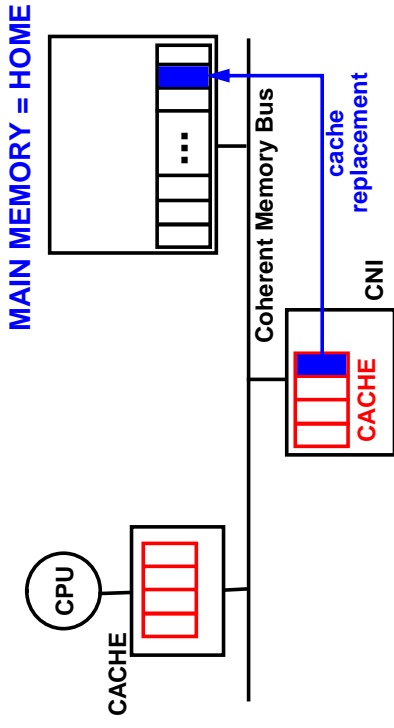 MAIN MEMORY = HOME
CPU
CACHE
...
Coherent Memory Bus
cache
replacement
CACHE
CNI